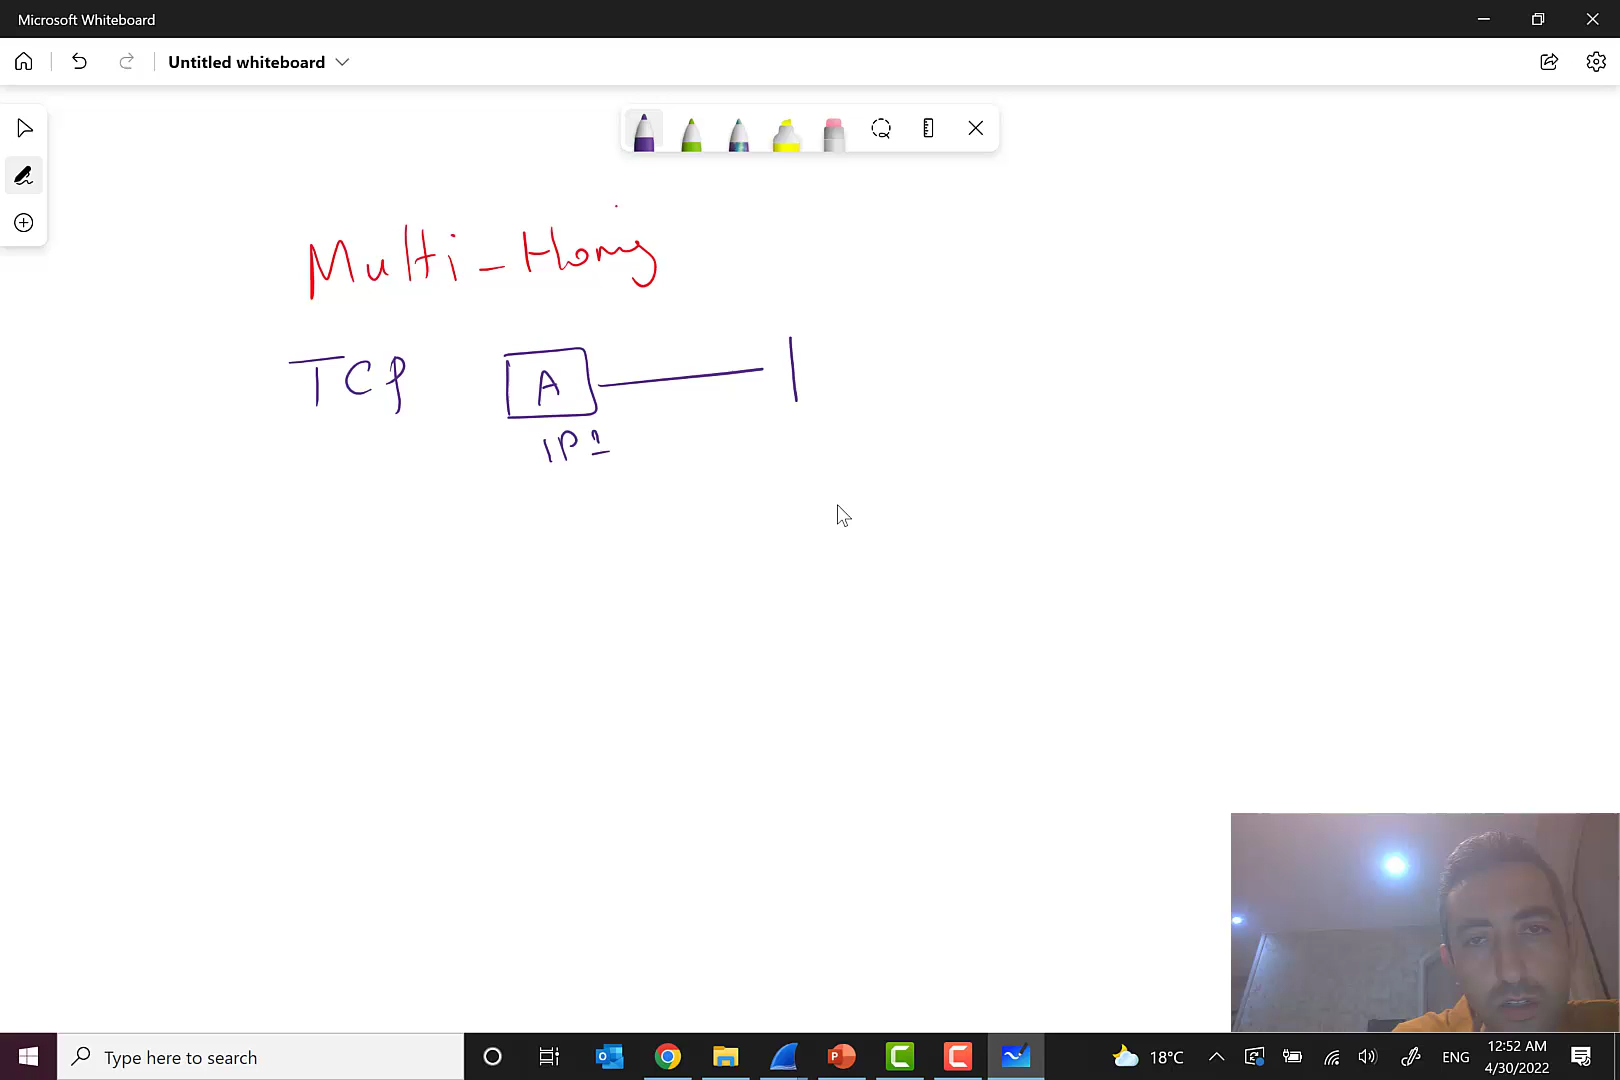 Microsoft Whiteboard
Untitled whiteboard
Multi-Homig
TCP
A
IP1
Type here to search
18°C
ENG
12:52 AM
4/30/2022